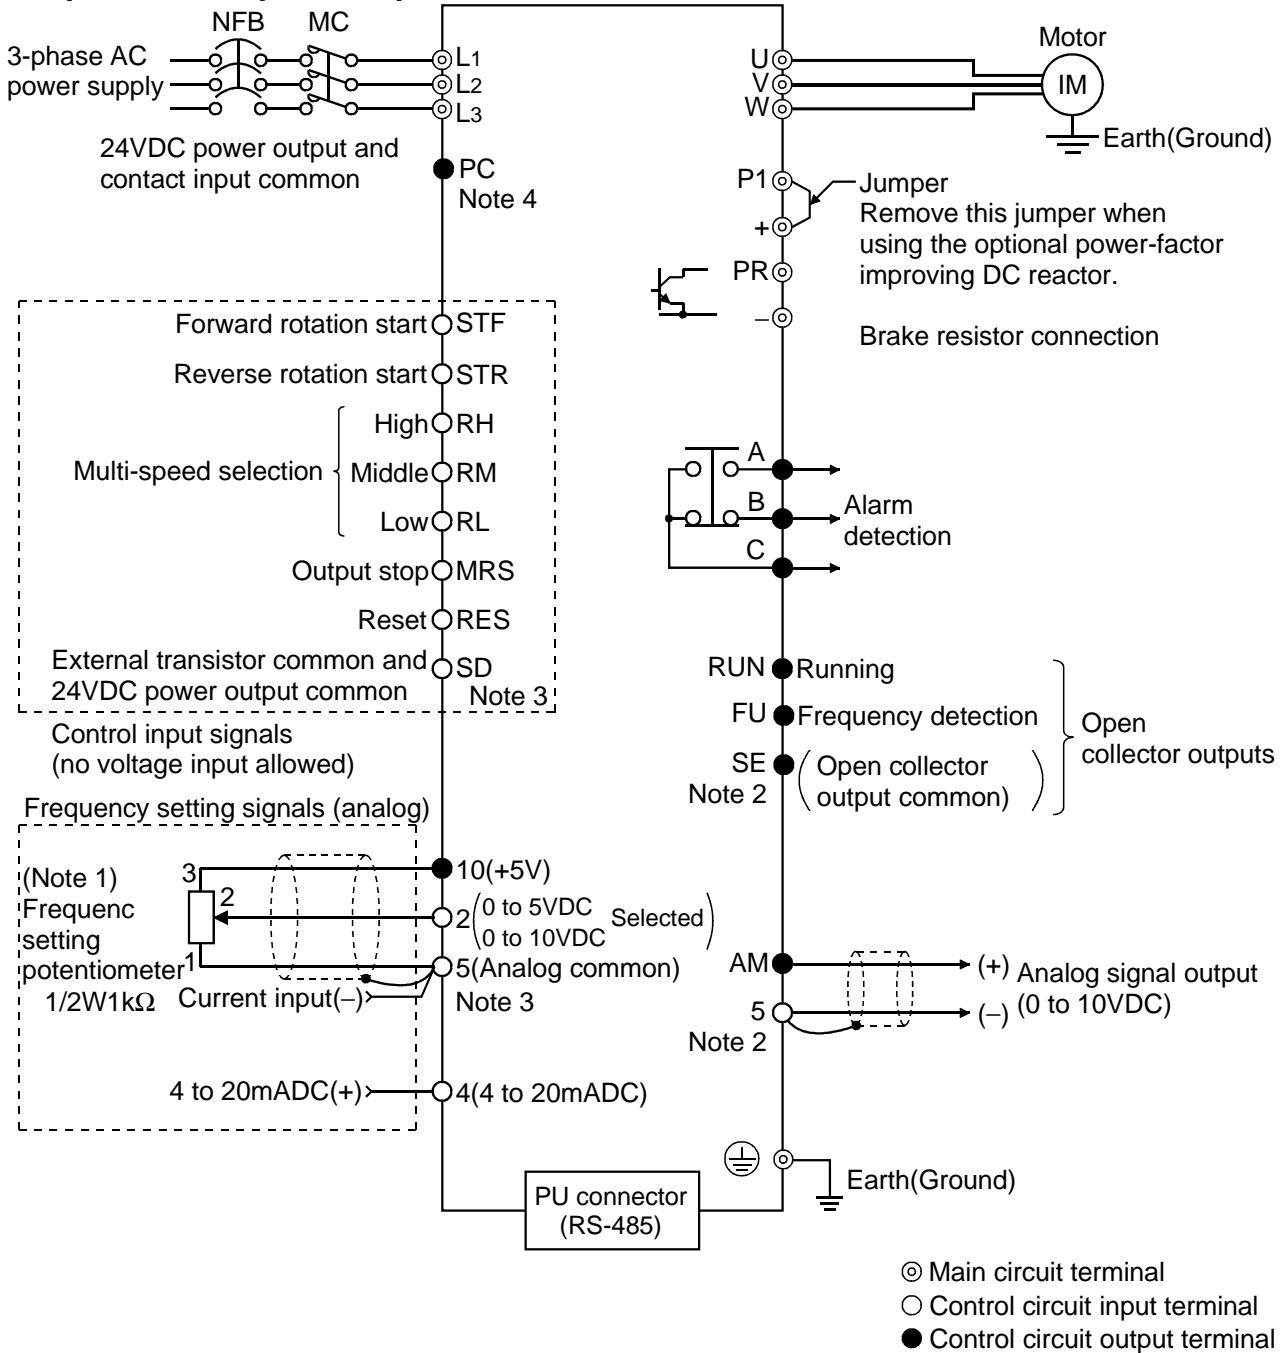 NFB MC
3-phase AC
power supply
L1
L2
L3
24VDC power output and
contact input common
PC
Note 4
U
V
W
Motor
IM
Earth(Ground)
P1
+
PR
−
Jumper
Remove this jumper when
using the optional power-factor
improving DC reactor.
Brake resistor connection
Forward rotation start STF
Reverse rotation start STR
Multi-speed selection
High RH
Middle RM
Low RL
Output stop MRS
Reset RES
External transistor common and
24VDC power output common
SD
Note 3
Control input signals
(no voltage input allowed)
A
B
C
Alarm
detection
RUN Running
FU Frequency detection
SE (Open collector
output common)
Note 2
Open
collector outputs
Frequency setting signals (analog)
(Note 1)
Frequenc
setting
potentiometer
1/2W1kΩ
3
2
1
10(+5V)
2 (0 to 5VDC
0 to 10VDC Selected)
5(Analog common)
Note 3
Current input(−)
4 to 20mADC(+)
4(4 to 20mADC)
AM
5
Note 2
(+)
(−)
Analog signal output
(0 to 10VDC)
Earth(Ground)
PU connector
(RS-485)
Main circuit terminal
Control circuit input terminal
Control circuit output terminal